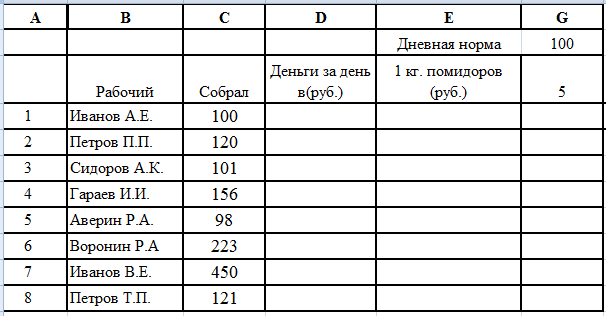 A B C D E G
Дневная норма 100
Деньги за день 1 кг. помидоров
Рабочий Собрал в(руб.) (руб.) 5
1 Иванов А.Е. 100
2 Петров П.П. 120
3 Сидоров А.К. 101
4 Гараев И.И. 156
5 Аверин Р.А. 98
6 Воронин Р.А 223
7 Иванов В.Е. 450
8 Петров Т.П. 121